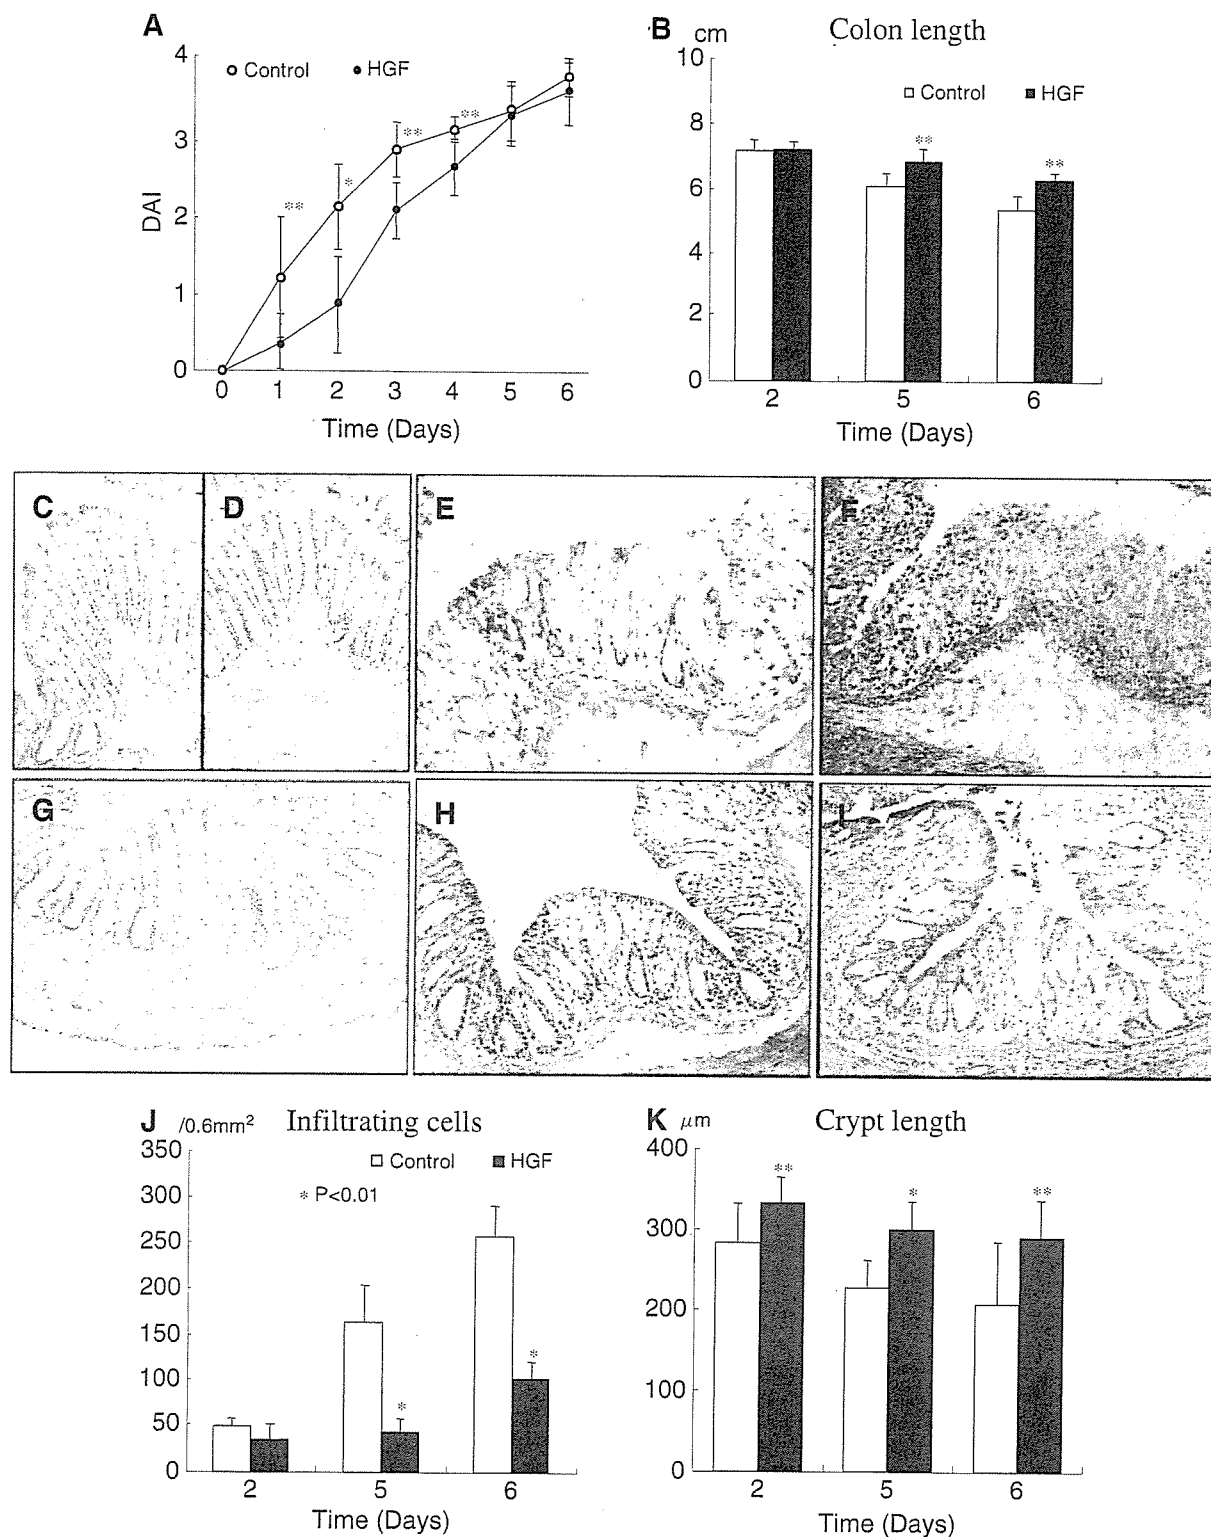 A
4
3
2
1
0
DAI
Control HGF
**
*
**
**
0 1 2 3 4 5 6
Time (Days)
B cm Colon length
10
8
6
4
2
0
Control HGF
**
**
2 5 6
Time (Days)
C D E F
G H I
J /0.6mm² Infiltrating cells
350
300
250
200
150
100
50
0
Control HGF
* P<0.01
*
*
2 5 6
Time (Days)
K μm Crypt length
400
300
200
100
0
**
*
**
2 5 6
Time (Days)